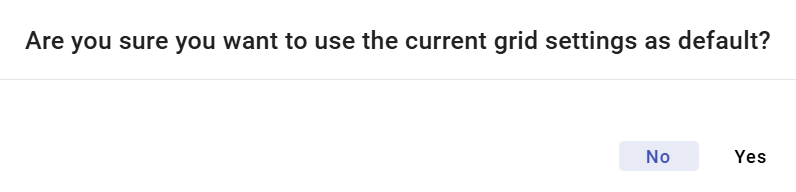 Are you sure you want to use the current grid settings as default?
No Yes